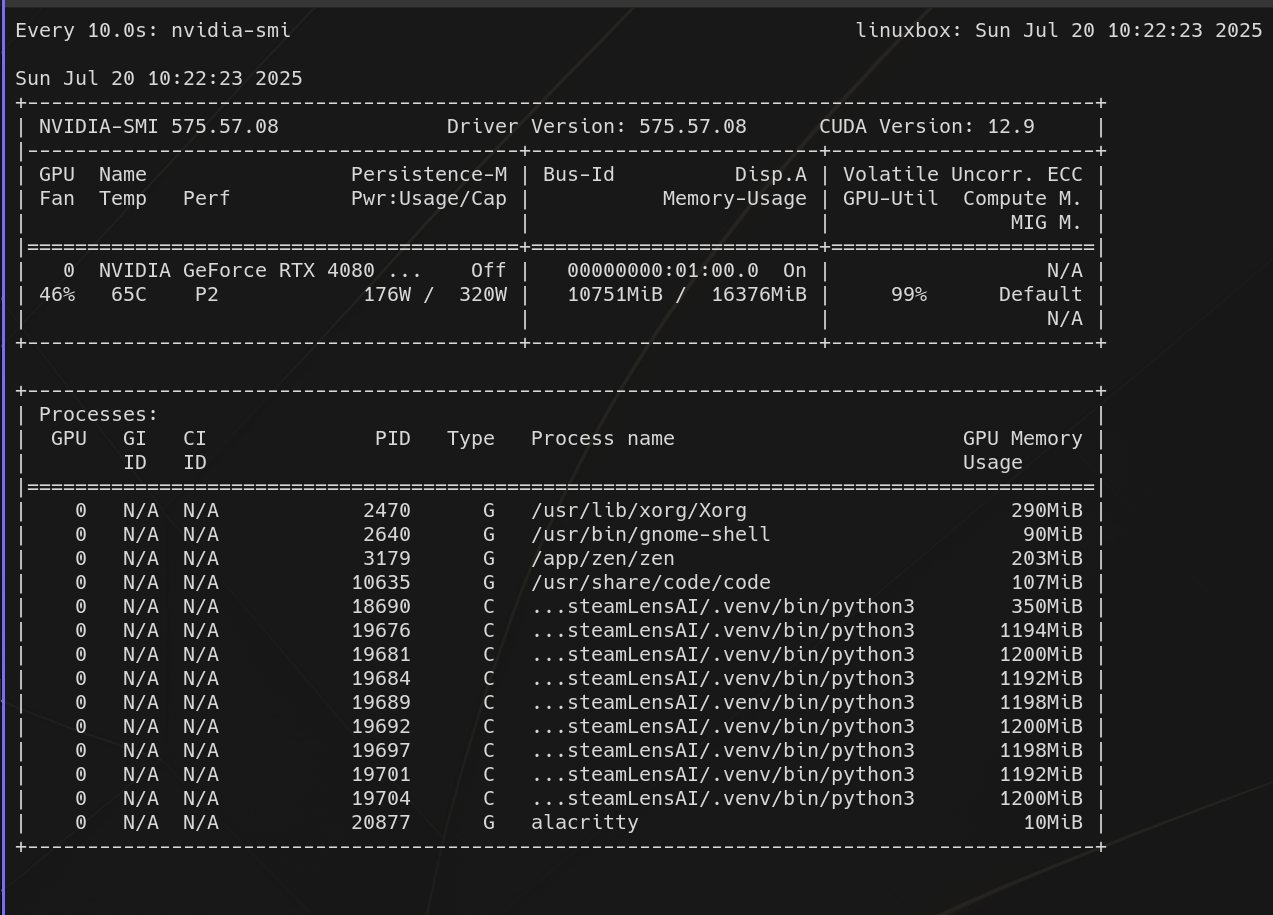 Every 10.0s: nvidia-smi                                               linuxbox: Sun Jul 20 10:22:23 2025

Sun Jul 20 10:22:23 2025
+-----------------------------------------------------------------------------------------+
| NVIDIA-SMI 575.57.08              Driver Version: 575.57.08      CUDA Version: 12.9     |
|-----------------------------------------+------------------------+----------------------+
| GPU  Name                 Persistence-M | Bus-Id          Disp.A | Volatile Uncorr. ECC |
| Fan  Temp   Perf          Pwr:Usage/Cap |           Memory-Usage | GPU-Util  Compute M. |
|                                         |                        |               MIG M. |
|=========================================+========================+======================|
|   0  NVIDIA GeForce RTX 4080 ...    Off |   00000000:01:00.0  On |                  N/A |
| 46%   65C    P2            176W /  320W |   10751MiB /  16376MiB |     99%      Default |
|                                         |                        |                  N/A |
+-----------------------------------------+------------------------+----------------------+

+-----------------------------------------------------------------------------------------+
| Processes:                                                                              |
|  GPU   GI   CI              PID   Type   Process name                        GPU Memory |
|        ID   ID                                                               Usage      |
|=========================================================================================|
|    0   N/A  N/A            2470      G   /usr/lib/xorg/Xorg                      290MiB |
|    0   N/A  N/A            2640      G   /usr/bin/gnome-shell                     90MiB |
|    0   N/A  N/A            3179      G   /app/zen/zen                            203MiB |
|    0   N/A  N/A           10635      G   /usr/share/code/code                    107MiB |
|    0   N/A  N/A           18690      C   ...steamLensAI/.venv/bin/python3        350MiB |
|    0   N/A  N/A           19676      C   ...steamLensAI/.venv/bin/python3       1194MiB |
|    0   N/A  N/A           19681      C   ...steamLensAI/.venv/bin/python3       1200MiB |
|    0   N/A  N/A           19684      C   ...steamLensAI/.venv/bin/python3       1192MiB |
|    0   N/A  N/A           19689      C   ...steamLensAI/.venv/bin/python3       1198MiB |
|    0   N/A  N/A           19692      C   ...steamLensAI/.venv/bin/python3       1200MiB |
|    0   N/A  N/A           19697      C   ...steamLensAI/.venv/bin/python3       1198MiB |
|    0   N/A  N/A           19701      C   ...steamLensAI/.venv/bin/python3       1192MiB |
|    0   N/A  N/A           19704      C   ...steamLensAI/.venv/bin/python3       1200MiB |
|    0   N/A  N/A           20877      G   alacritty                                10MiB |
+-----------------------------------------------------------------------------------------+